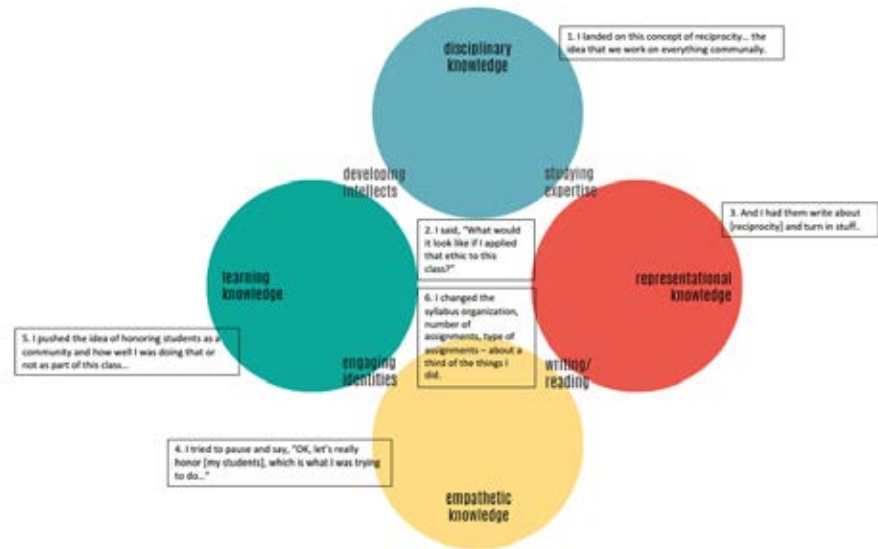 disciplinary
knowledge
1. I landed on this concept of reciprocity... the
idea that we work on everything communally.
developing
intellects
studying
expertise
2. I said, "What would
it look like if I applied
that ethic to this
class?"
3. And I had them write about
[reciprocity] and turn in stuff..
learning
knowledge
representational
knowledge
6. I changed the
syllabus organization,
number of
assignments, type of
assignments – about a
third of the things I
did.
5. I pushed the idea of honoring students as a
community and how well I was doing that or
not as part of this class...
engaging
identities
writing/
reading
4. I tried to pause and say, "OK, let's really
honor [my students], which is what I was trying
to do..."
empathetic
knowledge